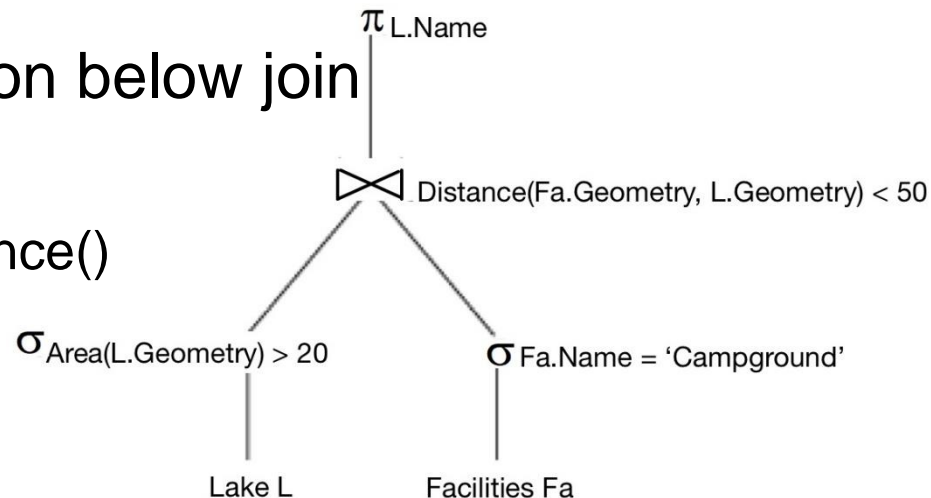 π L.Name
on below join
Distance(Fa.Geometry, L.Geometry) < 50
nce()
σ Area(L.Geometry) > 20
σ Fa.Name = ‘Campground’
Lake L
Facilities Fa